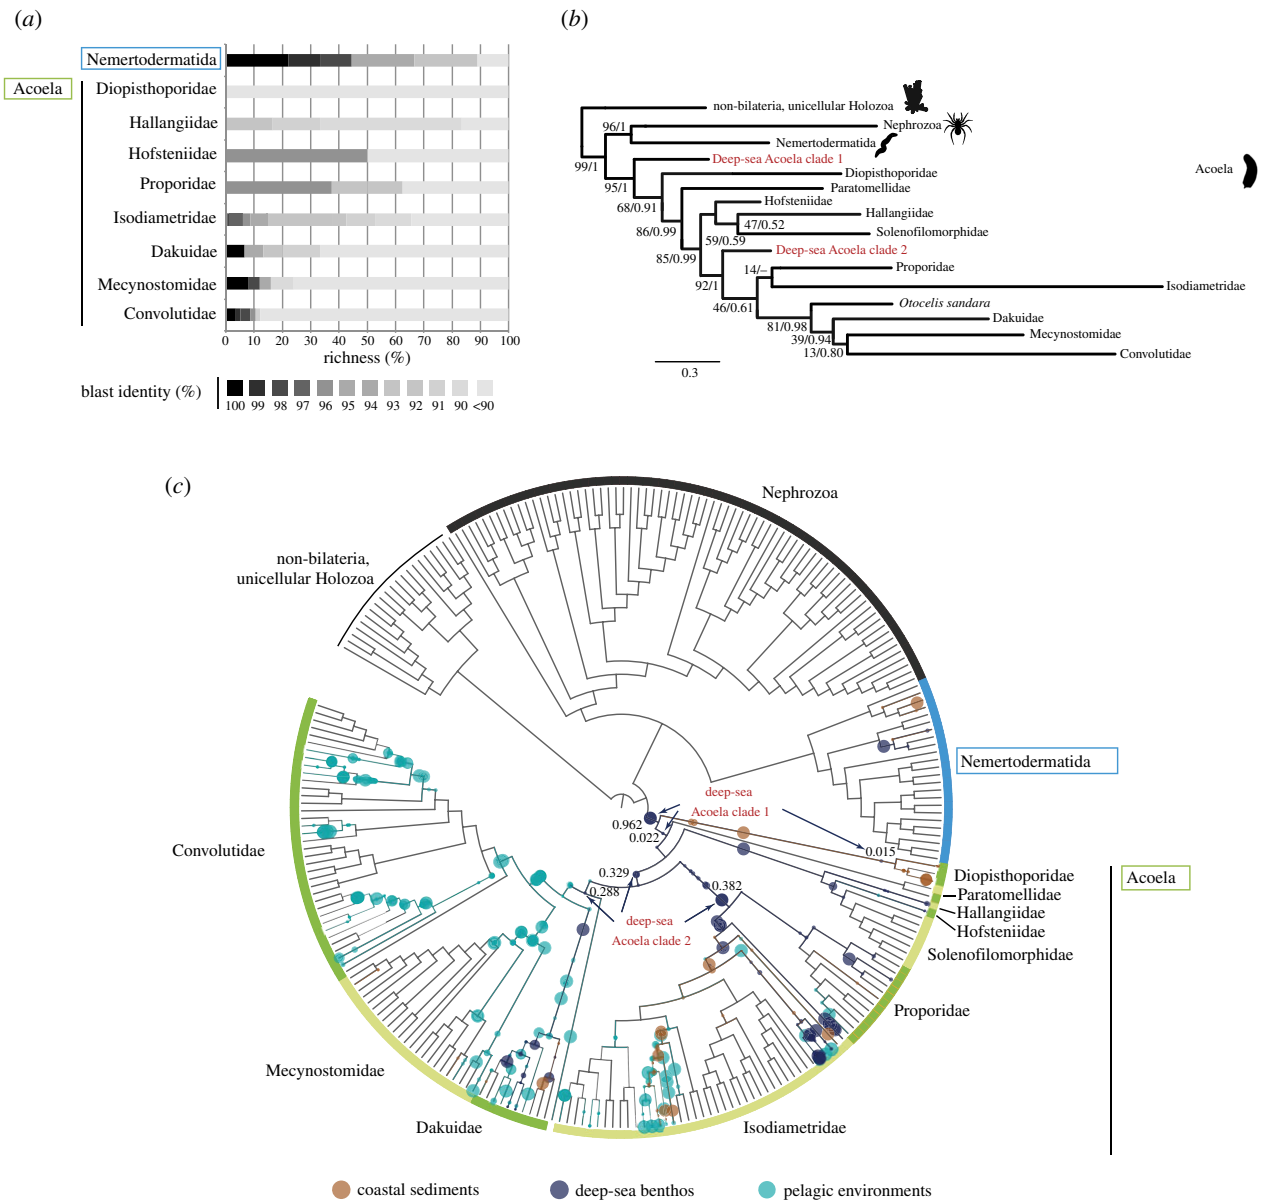 (a)
Nemertodermatida
Acoela
Diopisthoporidae
Hallangiidae
Hofsteniidae
Proporidae
Isodiametridae
Dakuidae
Mecynostomidae
Convolutidae
0 10 20 30 40 50 60 70 80 90 100
richness (%)
blast identity (%)
100 99 98 97 96 95 94 93 92 91 90 <90
(b)
non-bilateria, unicellular Holozoa
96/1
Nephrozoa
Nemertodermatida
99/1
Deep-sea Acoela clade 1
Acoela
95/1
Diopisthoporidae
Paratomellidae
68/0.91
Hofsteniidae
Hallangiidae
86/0.99
47/0.52
Solenofilomorphidae
59/0.59
Deep-sea Acoela clade 2
85/0.99
14/–
Proporidae
92/1
Isodiametridae
46/0.61
Otocelis sandara
Dakuidae
81/0.98
39/0.94
Mecynostomidae
13/0.80
Convolutidae
0.3
(c)
Nephrozoa
non-bilateria,
unicellular Holozoa
Nemertodermatida
deep-sea
Acoela clade 1
0.962
0.022
0.015
Convolutidae
0.329
0.288
0.382
Diopisthoporidae
Acoela
Paratomellidae
Hallangiidae
Hofsteniidae
Solenofilomorphidae
deep-sea
Acoela clade 2
Proporidae
Mecynostomidae
Dakuidae
Isodiametridae
coastal sediments
deep-sea benthos
pelagic environments